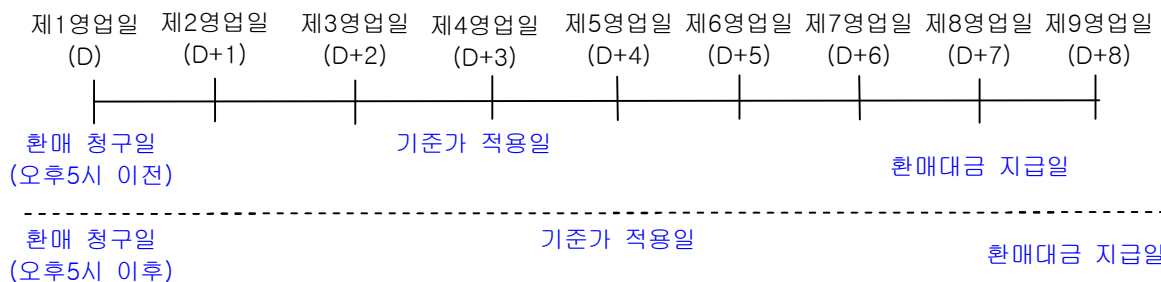 제1영업일 제2영업일 제3영업일 제4영업일 제5영업일 제6영업일 제7영업일 제8영업일 제9영업일
(D) (D+1) (D+2) (D+3) (D+4) (D+5) (D+6) (D+7) (D+8)
환매 청구일 기준가 적용일
(오후5시 이전) 환매대금 지급일
환매 청구일 기준가 적용일
(오후5시 이후) 환매대금 지급일